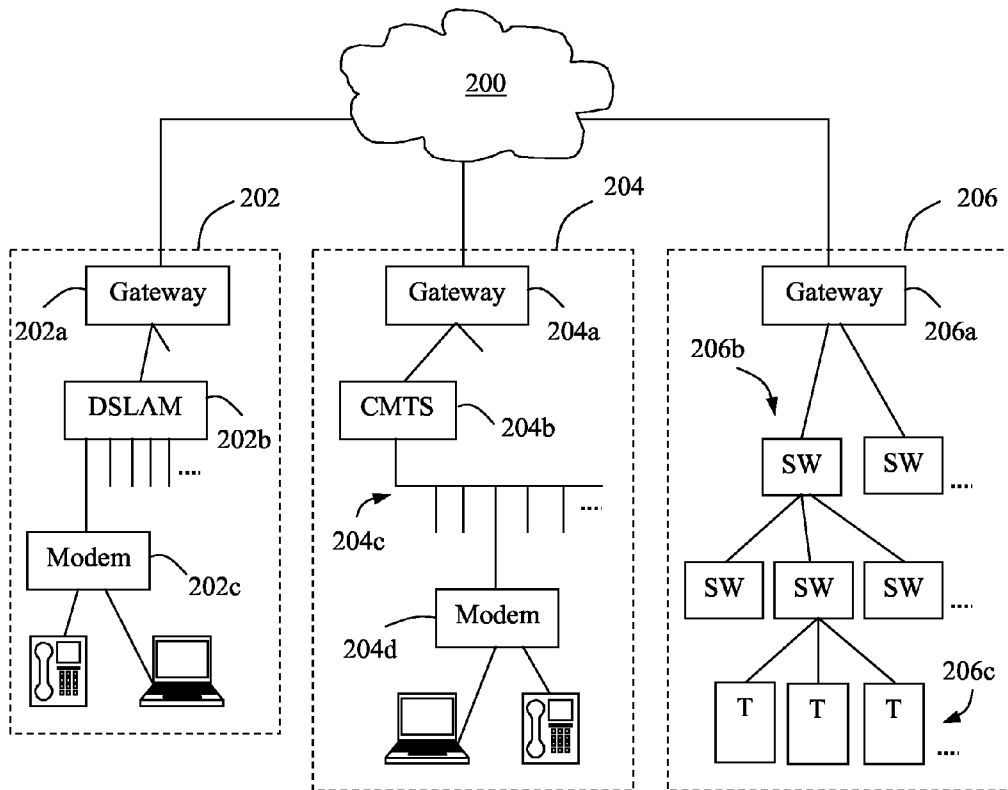 200
202
204
206
Gateway
Gateway
Gateway
202a
204a
206a
206b
DSLAM
CMTS
202b
204b
SW
SW
204c
Modem
202c
SW
SW
SW
Modem
204d
206c
T
T
T